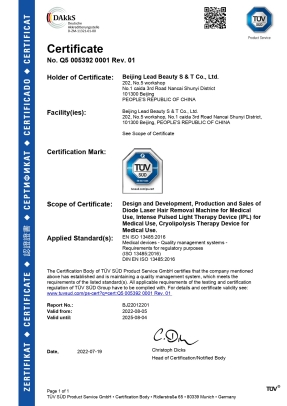 DAkkS
Deutsche
Akkreditierungsstelle
TÜV
SÜD
Product Service
Certificate
No. Q5 005392 0001 Rev. 01
Holder of Certificate: Beijing Lead Beauty S & T Co., Ltd.
202, No.5 workshop
No.1 caida 3rd Road Nancai Shunyi District
101300 Beijing
PEOPLE'S REPUBLIC OF CHINA
Facility(ies): Beijing Lead Beauty S & T Co., Ltd.
202, No.5 workshop, No.1 caida 3rd Road Nancai Shunyi District,
101300 Beijing, PEOPLE'S REPUBLIC OF CHINA
See Scope of Certificate
Certification Mark:
TÜV
SÜD
Scope of Certificate: Design and Development, Production and Sales of
Diode Laser Hair Removal Machine for Medical
Use, Intense Pulsed Light Therapy Device (IPL) for
Medical Use, Cryolipolysis Therapy Device for
Medical Use.
Applied Standard(s): EN ISO 13485:2016
Medical devices - Quality management systems -
Requirements for regulatory purposes
(ISO 13485:2016)
DIN EN ISO 13485:2016
The Certification Body of TÜV SÜD Product Service GmbH certifies that the company mentioned
above has established and is maintaining a quality management system, which meets the
requirements of the listed standard(s). All applicable requirements of the testing and certification
regulation of TÜV SÜD Group have to be complied with. For details and certificate validity see:
www.tuvsud.com/ps-cert?q=cert:Q5 005392 0001 Rev. 01
Report No.: BJ22012201
Valid from: 2022-08-05
Valid until: 2025-08-04
Date, 2022-07-19
Christoph Dicks
Head of Certification/Notified Body
Page 1 of 1
TÜV SÜD Product Service GmbH • Certification Body • Ridlerstraße 65 • 80339 Munich • Germany
TÜV
ZERTIFIKAT ◆ CERTIFICATE ◆ 認證證書 ◆ СЕРТИФИКАТ ◆ CERTIFICADO ◆ CERTIFICAT